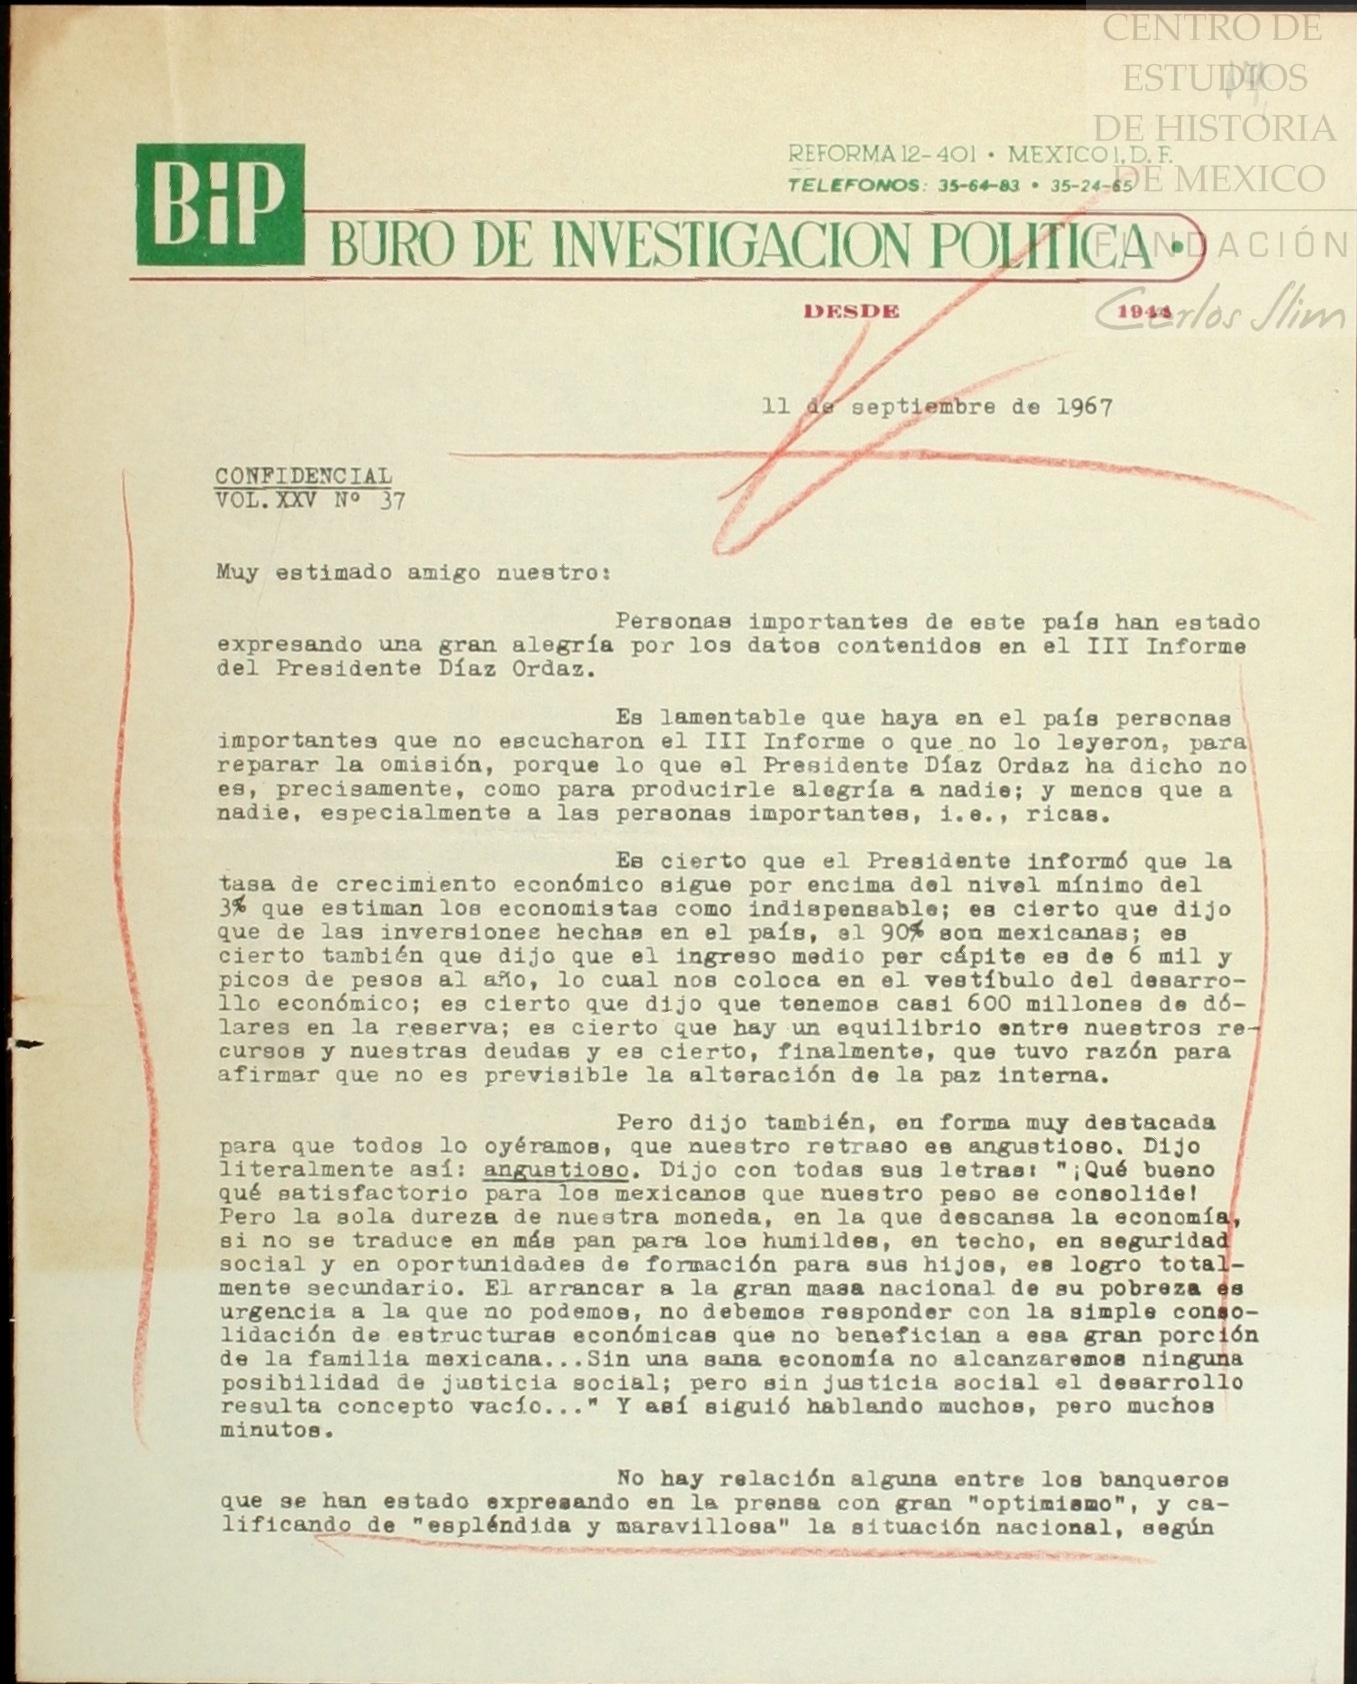 CENTRO DE
ESTUDIOS
DE HISTORIA
DE MEXICO
FUNDACIÓN
Carlos Slim
BiP
REFORMA 12-401 • MEXICO 1, D. F.
TELEFONOS: 35-64-83 • 35-24-65
BURO DE INVESTIGACION POLITICA •
DESDE 1944
11 de septiembre de 1967
CONFIDENCIAL
VOL. XXV Nº 37
Muy estimado amigo nuestro:
Personas importantes de este país han estado
expresando una gran alegría por los datos contenidos en el III Informe
del Presidente Díaz Ordaz.
Es lamentable que haya en el país personas
importantes que no escucharon el III Informe o que no lo leyeron, para
reparar la omisión, porque lo que el Presidente Díaz Ordaz ha dicho no
es, precisamente, como para producirle alegría a nadie; y menos que a
nadie, especialmente a las personas importantes, i.e., ricas.
Es cierto que el Presidente informó que la
tasa de crecimiento económico sigue por encima del nivel mínimo del
3% que estiman los economistas como indispensable; es cierto que dijo
que de las inversiones hechas en el país, el 90% son mexicanas; es
cierto también que dijo que el ingreso medio per cápite es de 6 mil y
picos de pesos al año, lo cual nos coloca en el vestíbulo del desarro-
llo económico; es cierto que dijo que tenemos casi 600 millones de dó-
lares en la reserva; es cierto que hay un equilibrio entre nuestros re-
cursos y nuestras deudas y es cierto, finalmente, que tuvo razón para
afirmar que no es previsible la alteración de la paz interna.
Pero dijo también, en forma muy destacada
para que todos lo oyéramos, que nuestro retraso es angustioso. Dijo
literalmente así: angustioso. Dijo con todas sus letras: "¡Qué bueno
qué satisfactorio para los mexicanos que nuestro peso se consolide!
Pero la sola dureza de nuestra moneda, en la que descansa la economía,
si no se traduce en más pan para los humildes, en techo, en seguridad
social y en oportunidades de formación para sus hijos, es logro total-
mente secundario. El arrancar a la gran masa nacional de su pobreza es
urgencia a la que no podemos, no debemos responder con la simple conso-
lidación de estructuras económicas que no benefician a esa gran porción
de la familia mexicana...Sin una sana economía no alcanzaremos ninguna
posibilidad de justicia social; pero sin justicia social el desarrollo
resulta concepto vacío..." Y así siguió hablando muchos, pero muchos
minutos.
No hay relación alguna entre los banqueros
que se han estado expresando en la prensa con gran "optimismo", y ca-
lificando de "espléndida y maravillosa" la situación nacional, según